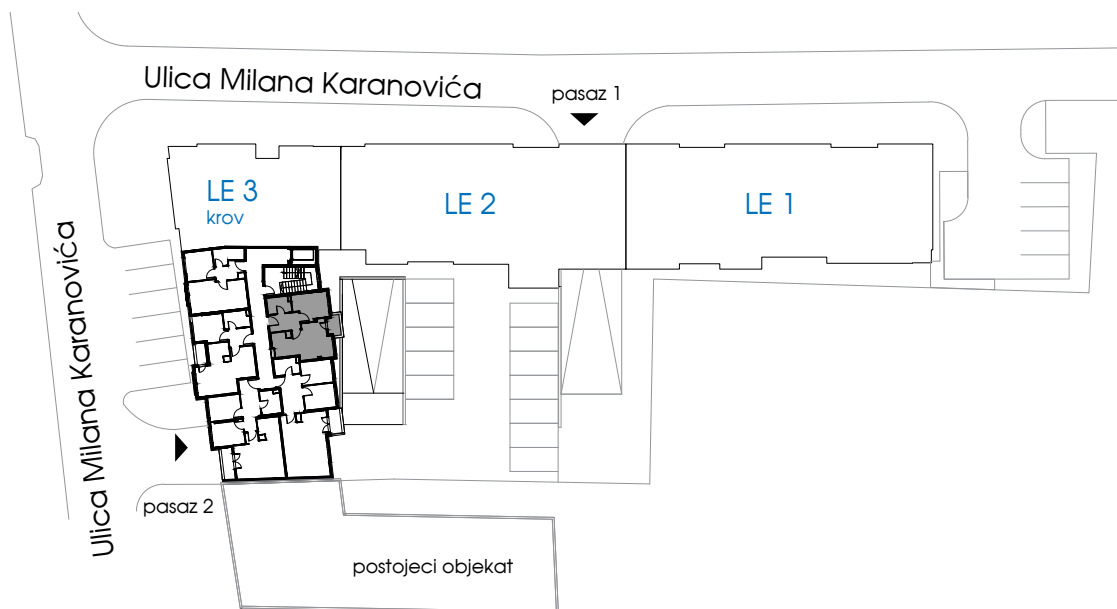 Ulica Milana Karanovića
pasaz 1
LE 3
krov
LE 2
LE 1
Ulica Milana Karanovića
pasaz 2
postojeci objekat